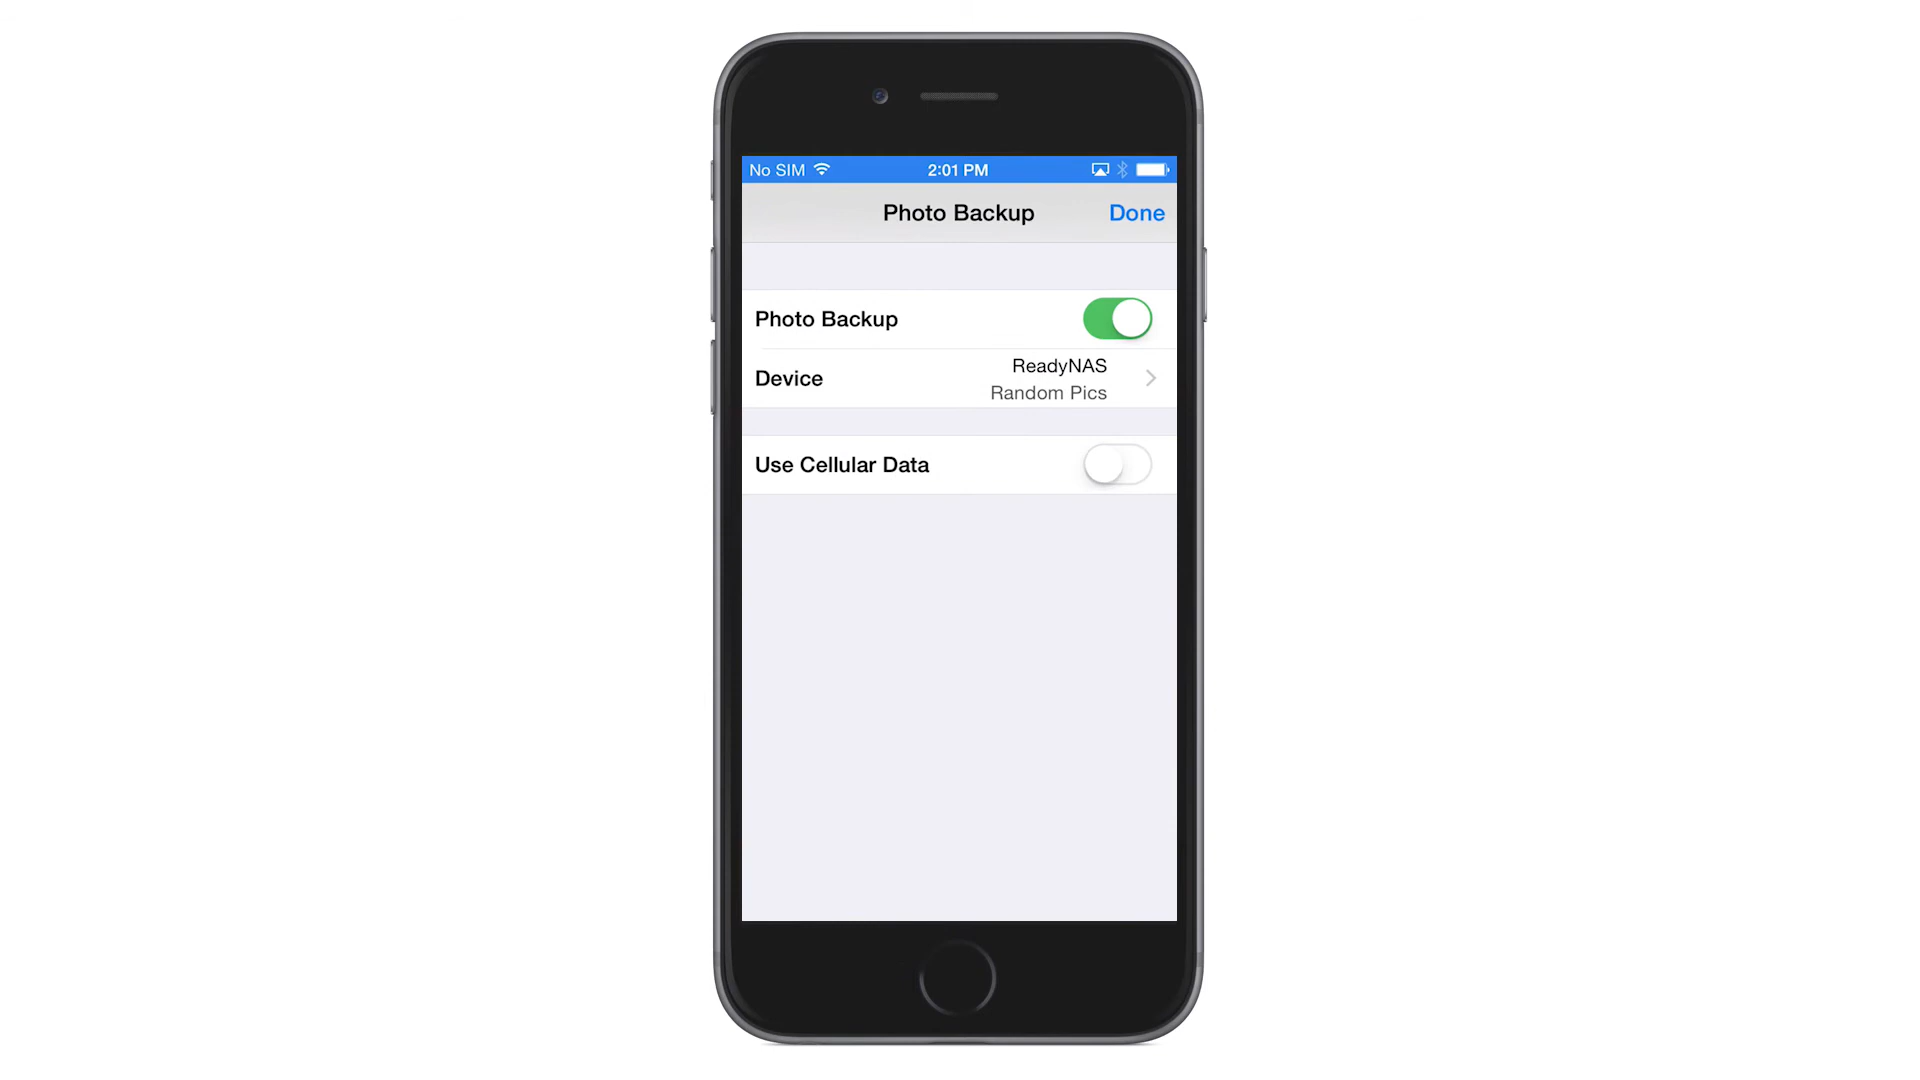 No SIM 2:01 PM
Photo Backup Done
Photo Backup
Device ReadyNAS
Random Pics
Use Cellular Data